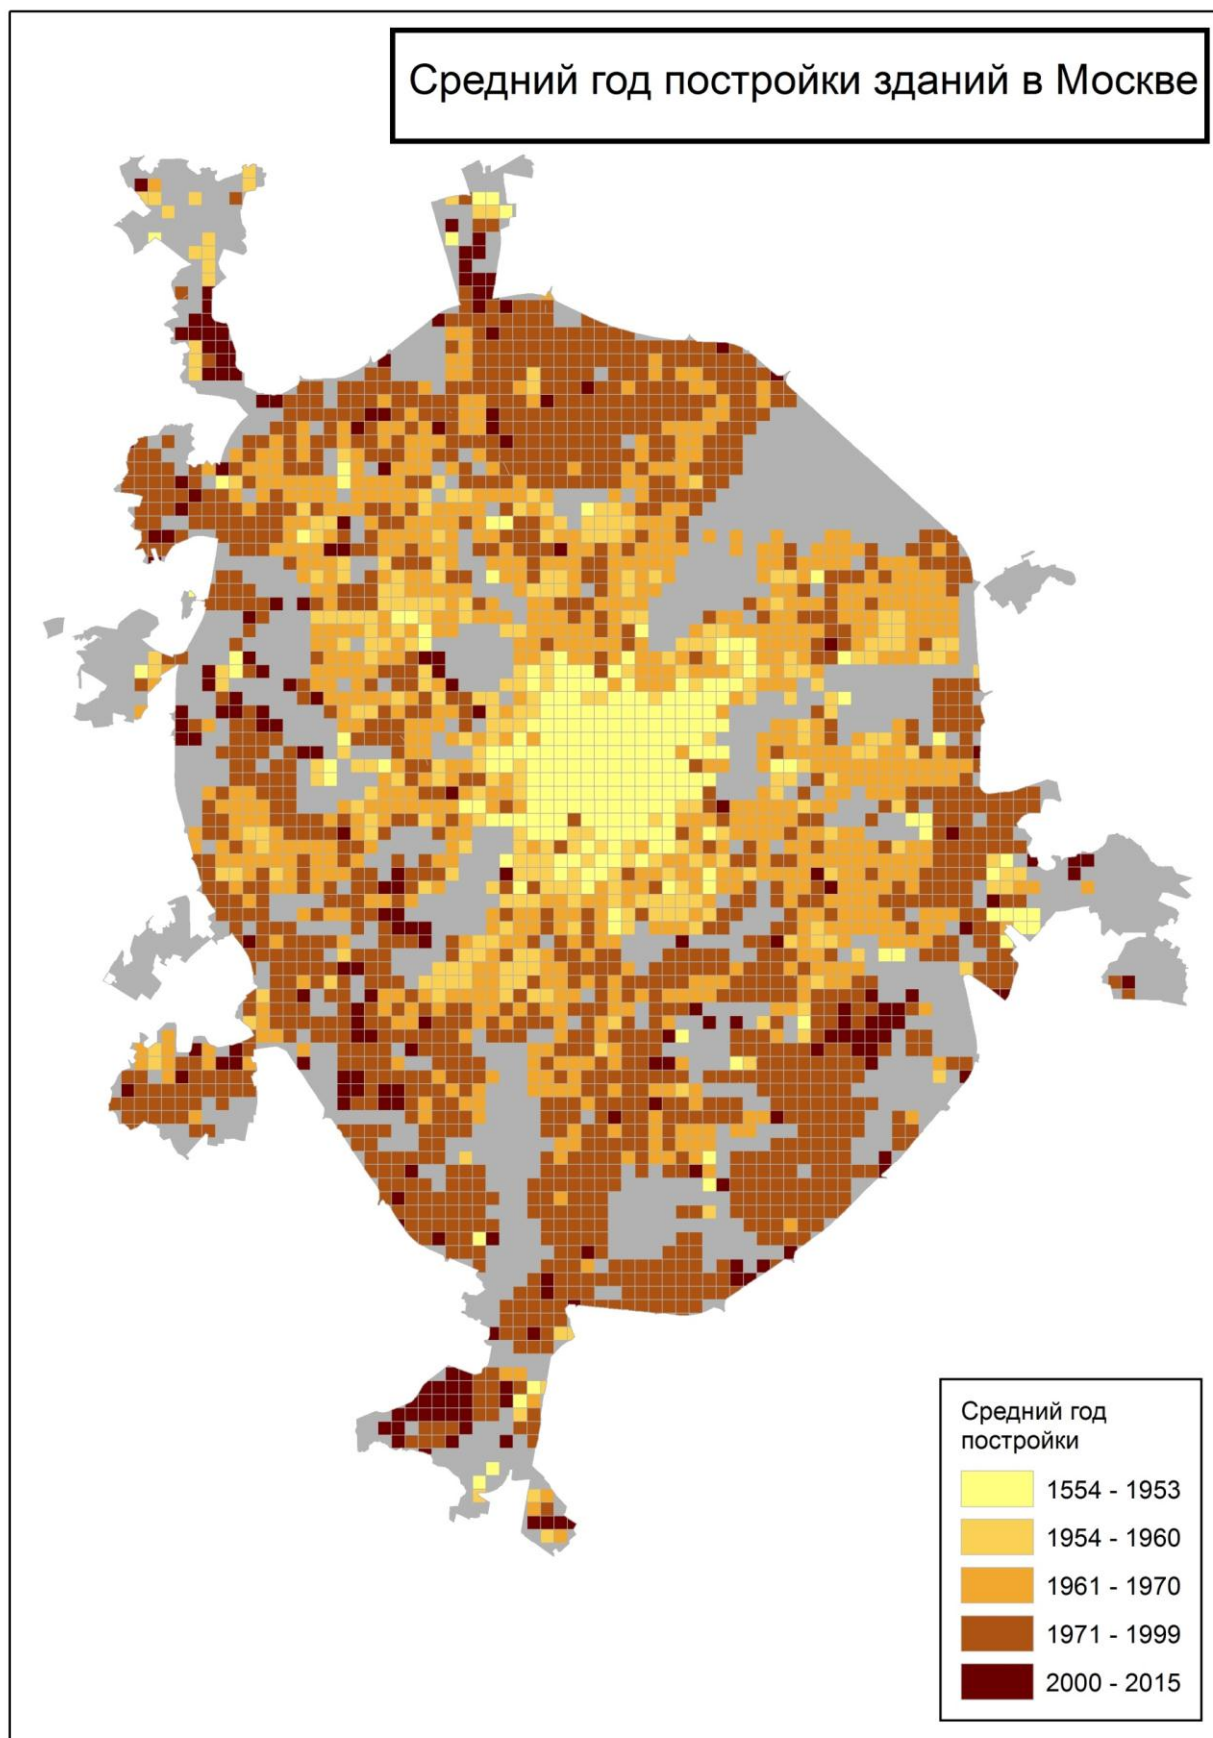 Средний год постройки зданий в Москве
Средний год
постройки
1554 - 1953
1954 - 1960
1961 - 1970
1971 - 1999
2000 - 2015